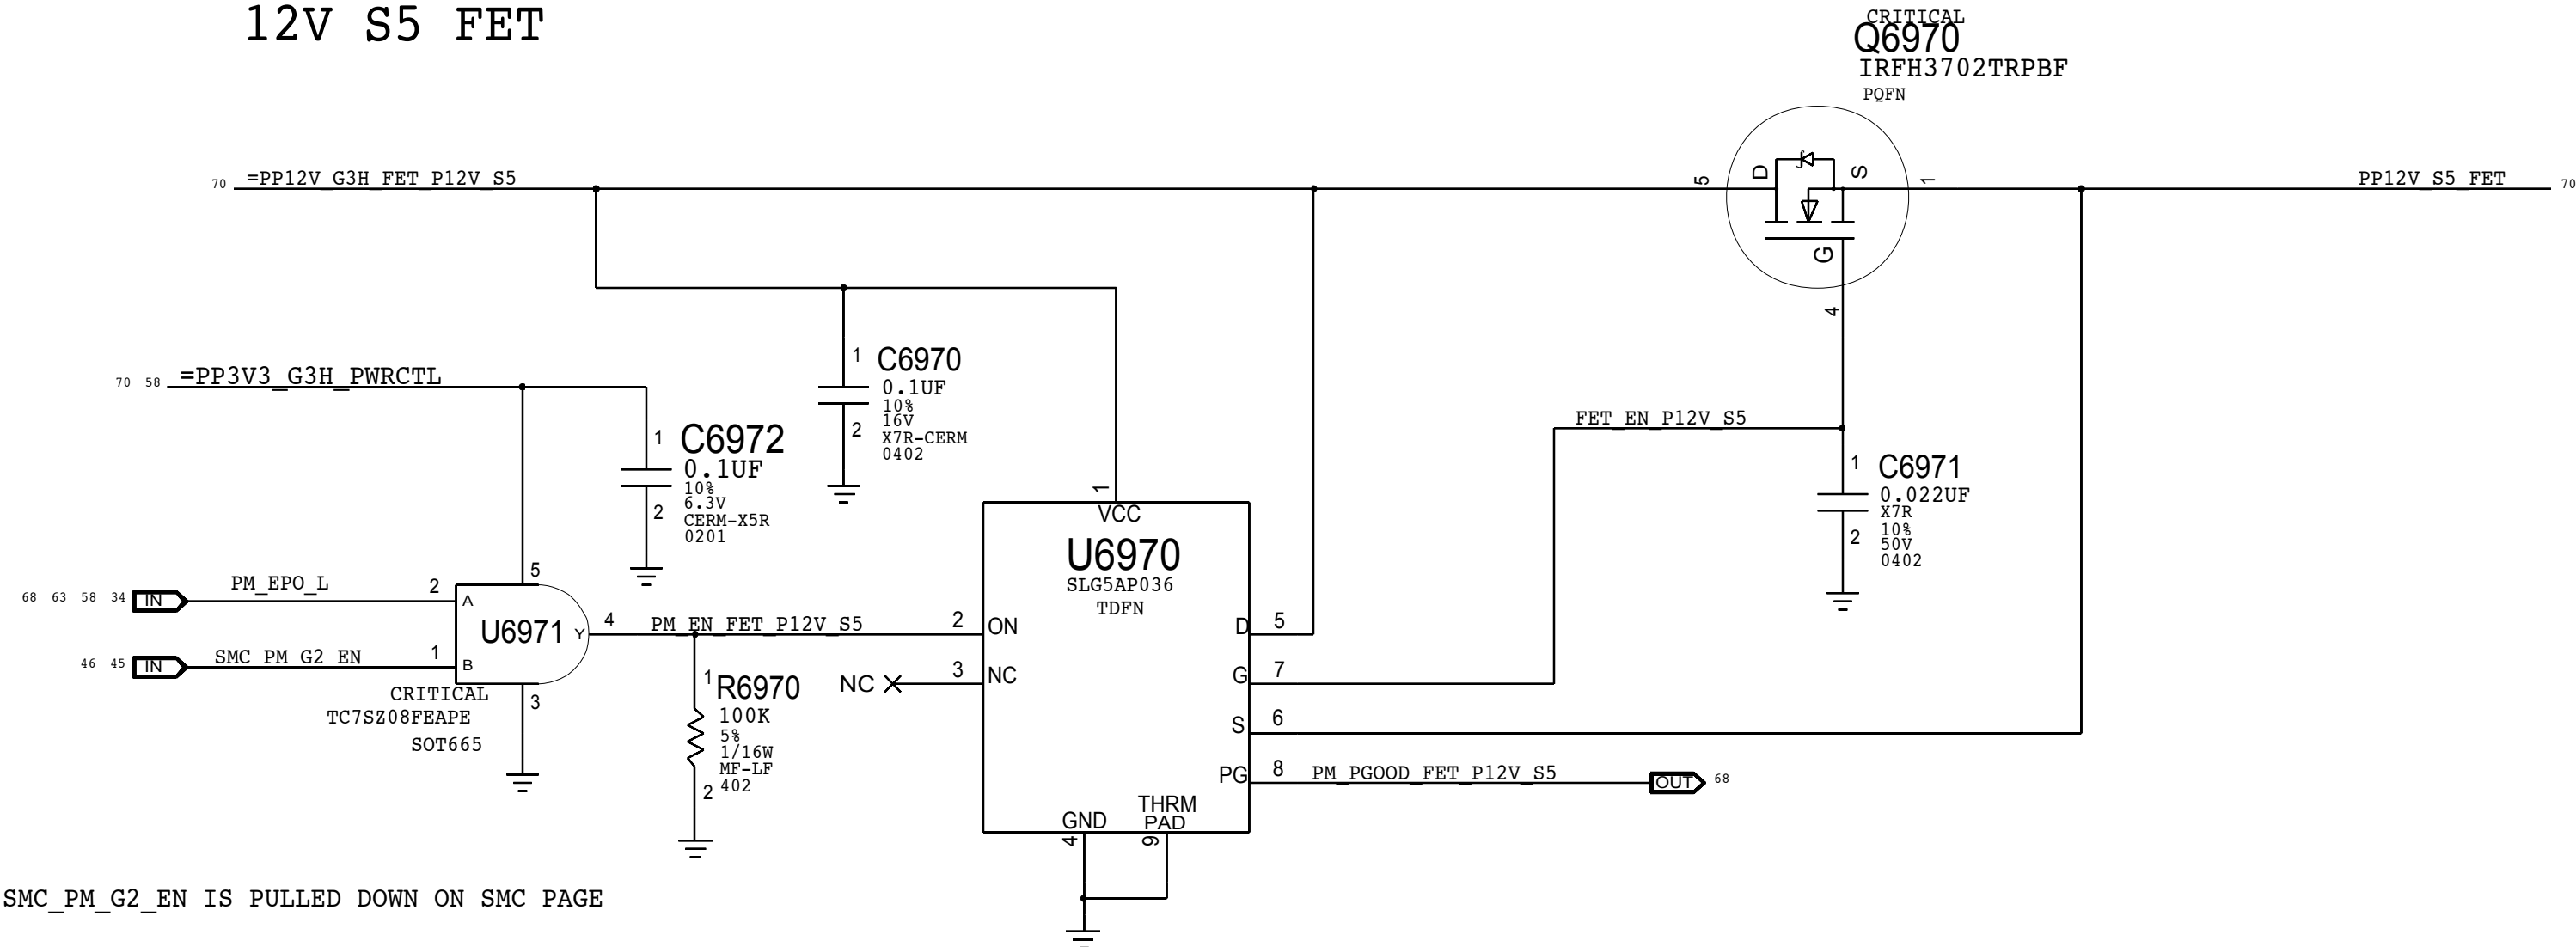 12V S5 FET
CRITICAL
Q6970
IRFH3702TRPBF
PQFN
70 =PP12V_G3H_FET_P12V_S5
5 D S 1
PP12V_S5_FET 70
G
4
70 58 =PP3V3_G3H_PWRCTL
1 C6970
0.1UF
10%
16V
2 X7R-CERM
0402
1 C6972
0.1UF
10%
6.3V
2 CERM-X5R
0201
FET_EN_P12V_S5
1 C6971
0.022UF
X7R
10%
2 50V
0402
1
VCC
U6970
SLG5AP036
TDFN
5
68 63 58 34 IN PM_EPO_L 2 A
U6971 Y 4 PM_EN_FET_P12V_S5 2 ON
D 5
46 45 IN SMC_PM_G2_EN 1 B
NC 3 NC
G 7
CRITICAL 3
TC7SZ08FEAPE
SOT665
1 R6970
100K
5%
1/16W
MF-LF
2 402
S 6
PG 8 PM_PGOOD_FET_P12V_S5 OUT 68
THRM
GND PAD
4 9
SMC_PM_G2_EN IS PULLED DOWN ON SMC PAGE